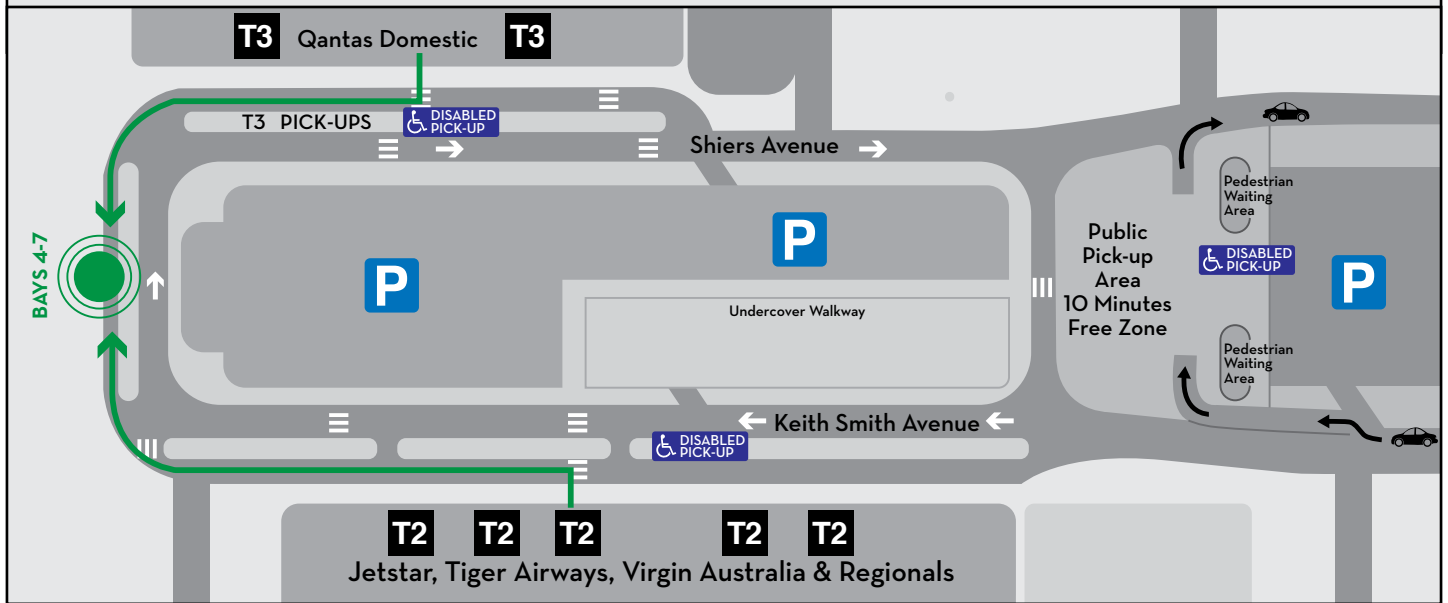 T3 Qantas Domestic T3
T3 PICK-UPS
DISABLED
PICK-UP
Shiers Avenue
Pedestrian
Waiting
Area
BAYS 4-7
P
P
Public
Pick-up
Area
10 Minutes
Free Zone
DISABLED
PICK-UP
P
Undercover Walkway
Pedestrian
Waiting
Area
Keith Smith Avenue
DISABLED
PICK-UP
T2 T2 T2 T2 T2
Jetstar, Tiger Airways, Virgin Australia & Regionals